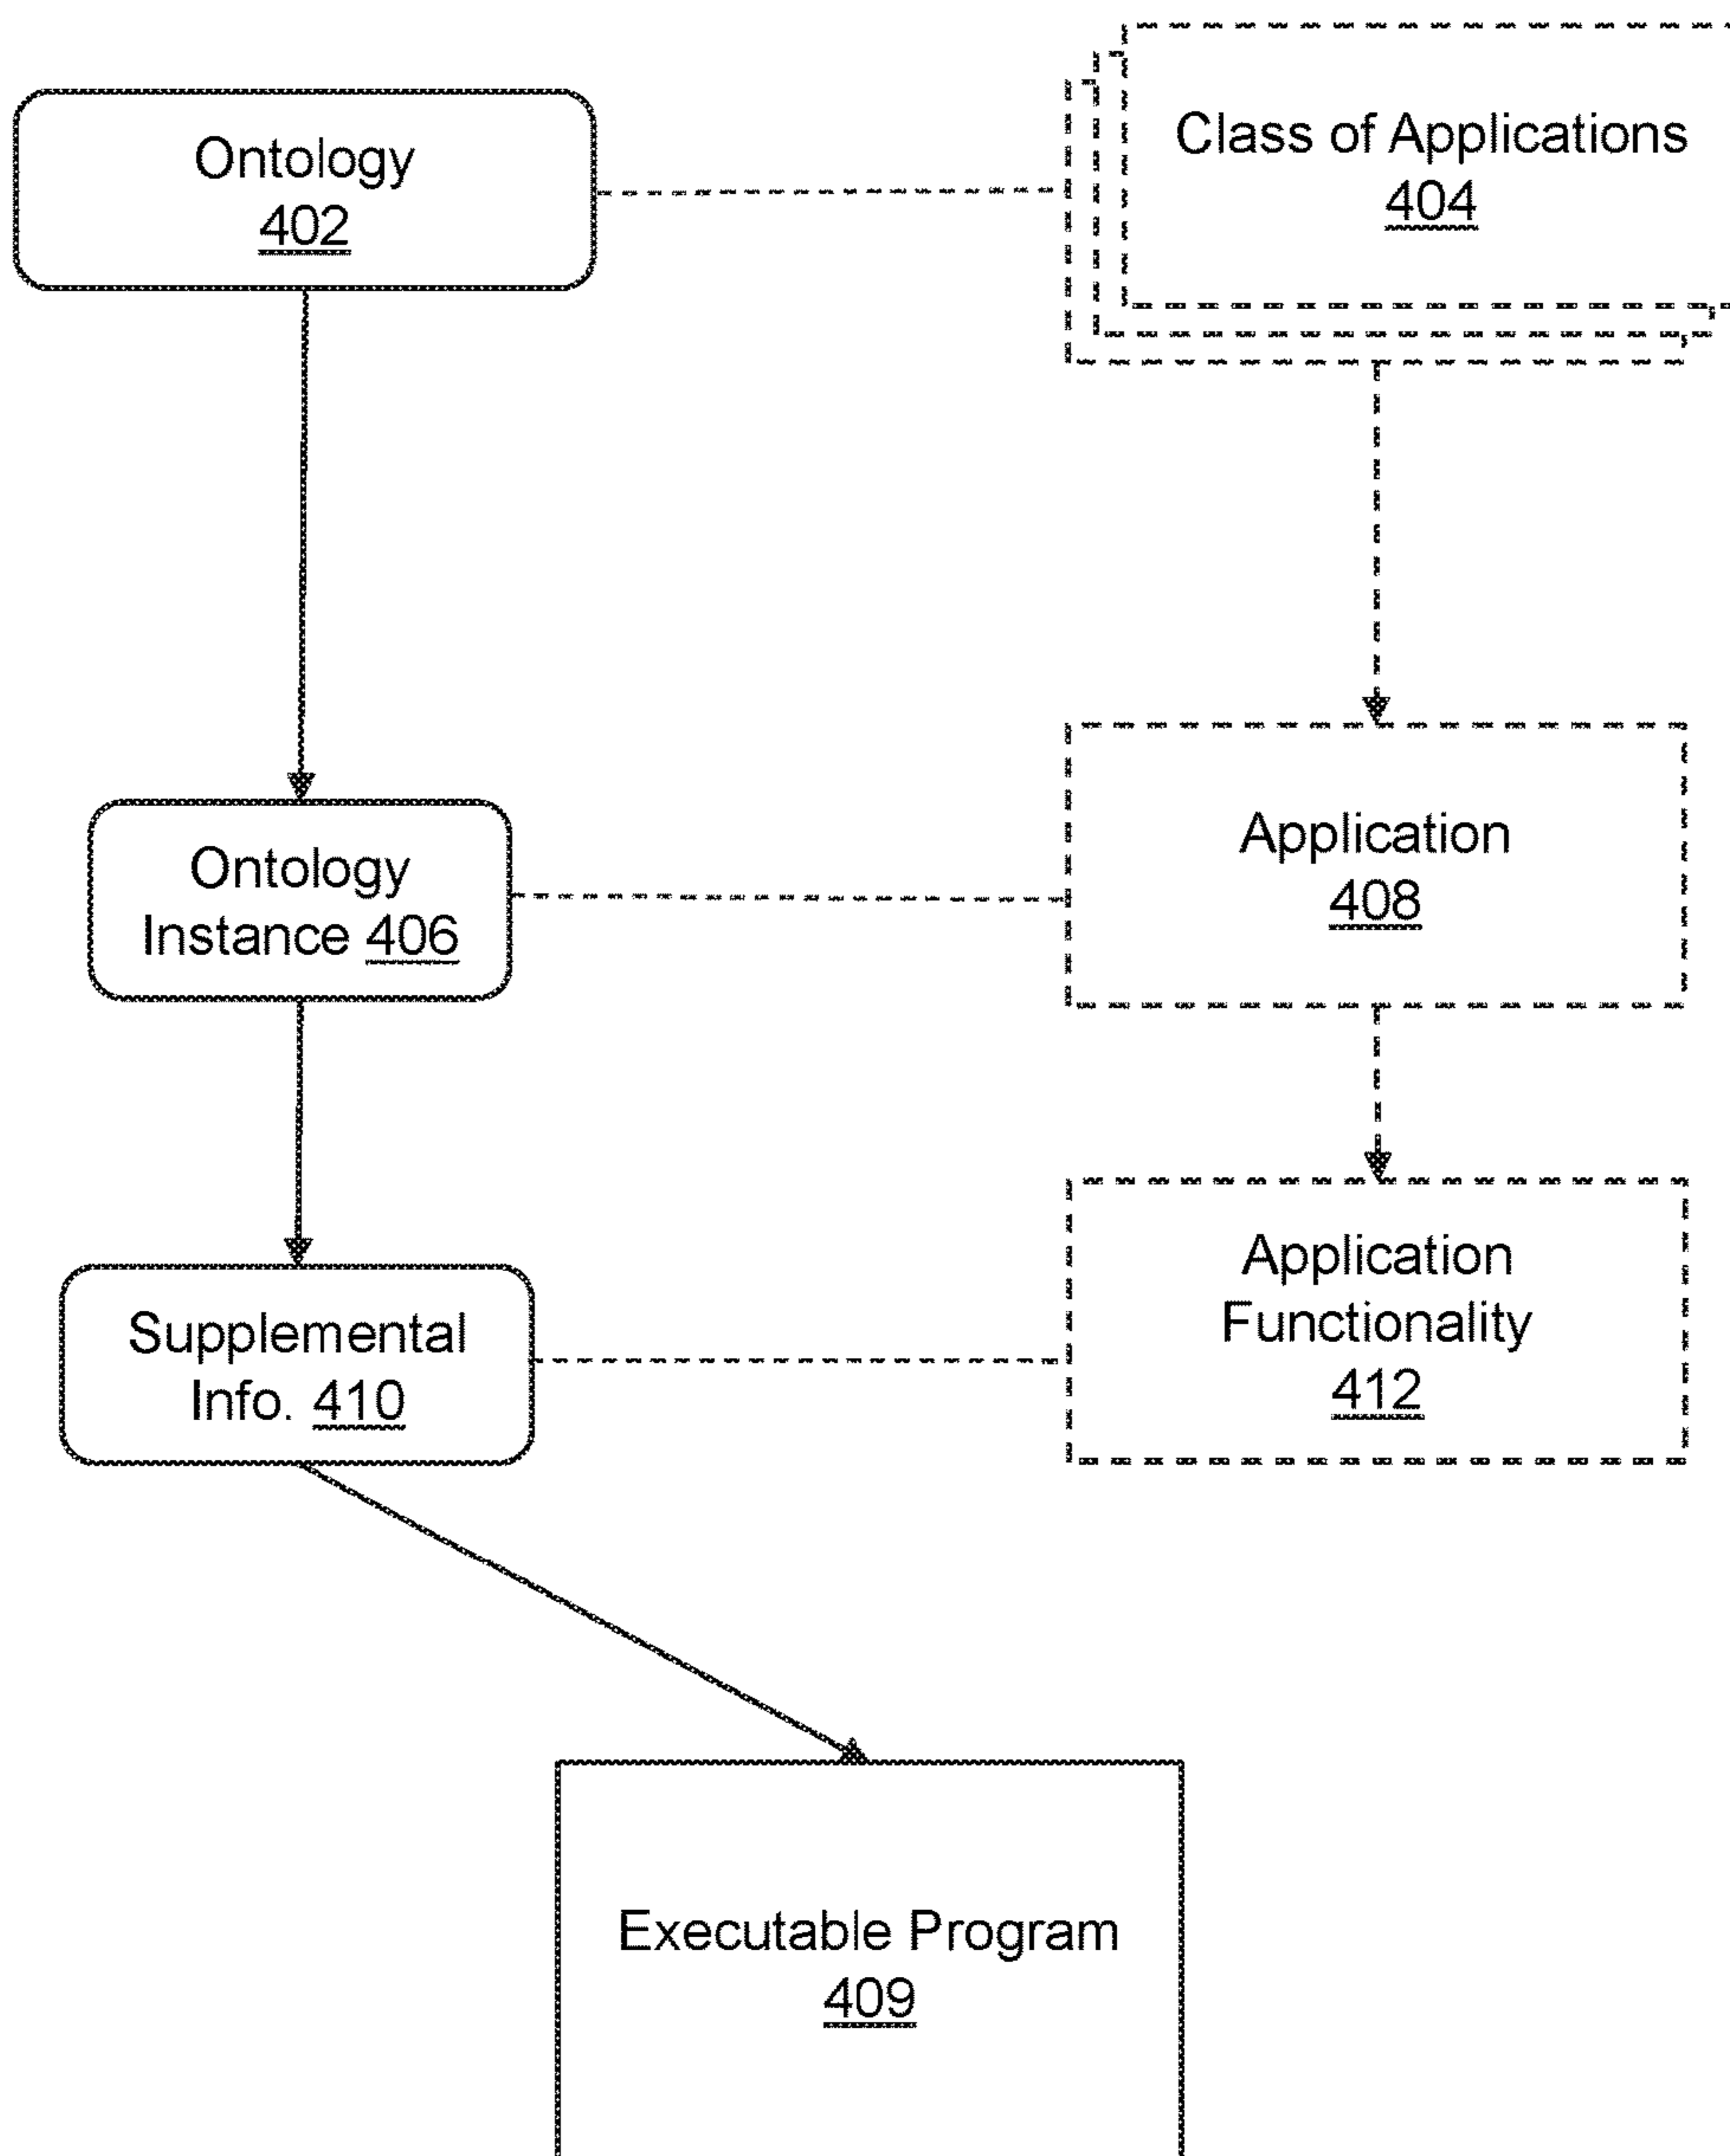 Ontology
402
Class of Applications
404
Ontology
Instance 406
Application
408
Supplemental
Info. 410
Application
Functionality
412
Executable Program
409